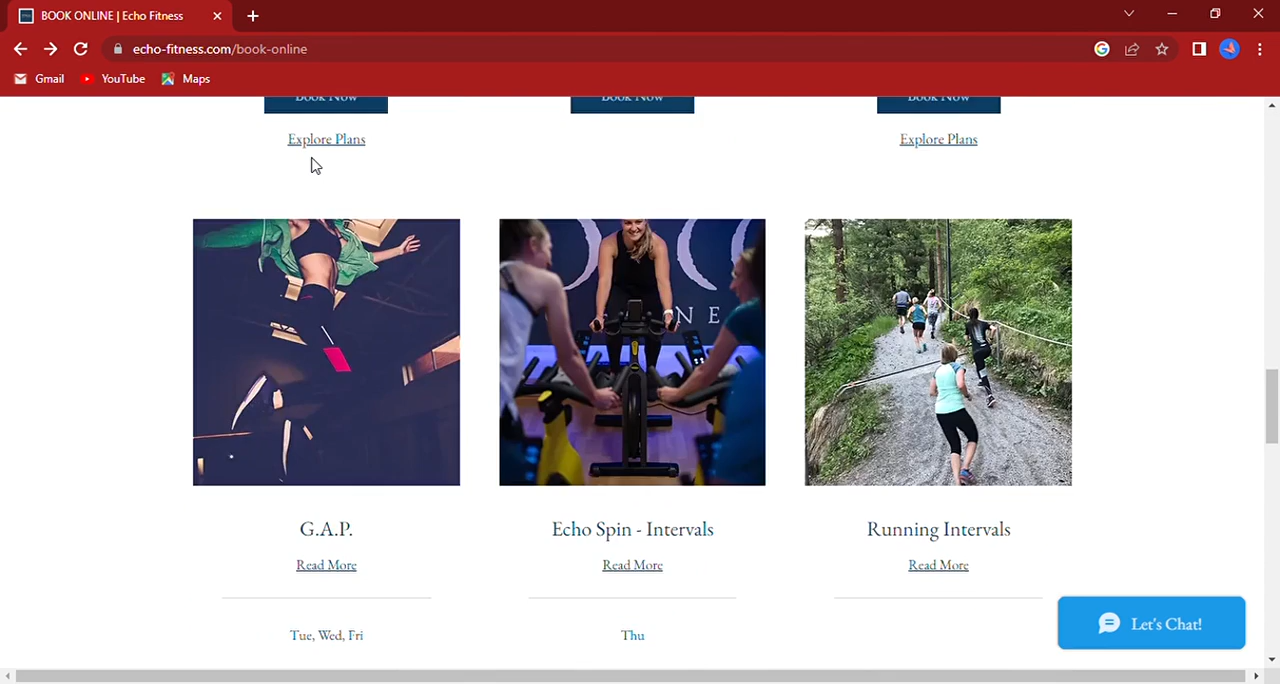 BOOK ONLINE | Echo Fitness
echo-fitness.com/book-online
Gmail YouTube Maps
Book Now Book Now Book Now
Explore Plans Explore Plans
N E
G.A.P. Echo Spin - Intervals Running Intervals
Read More Read More Read More
Tue, Wed, Fri Thu
Let's Chat!